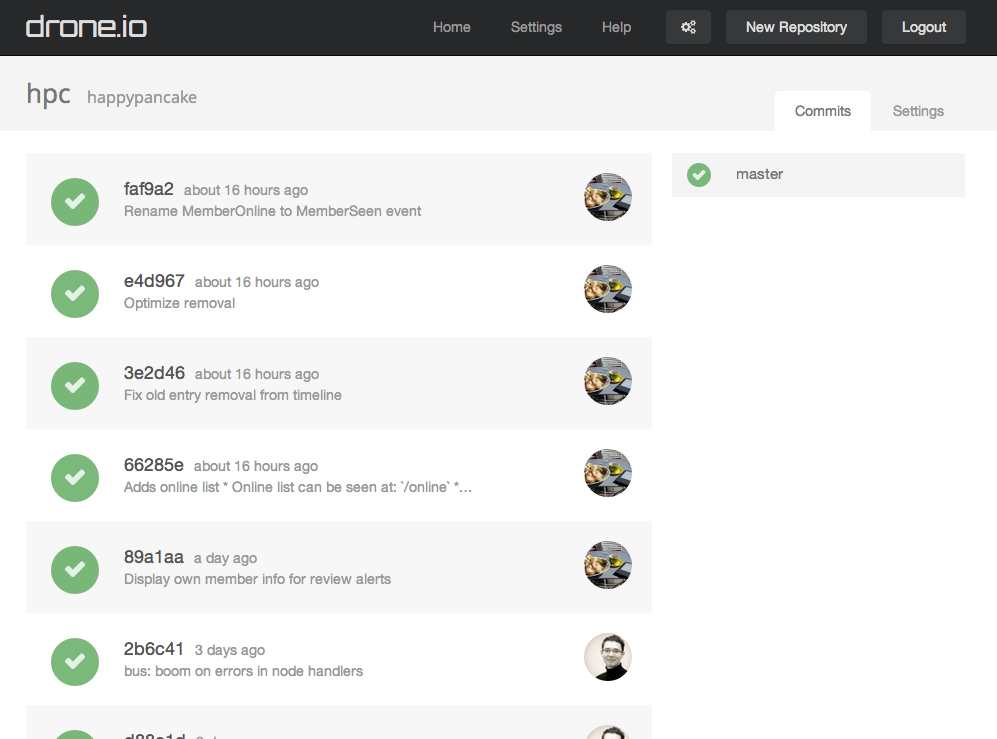 drone.io Home Settings Help New Repository Logout
hpc happypancake
Commits Settings
faf9a2 about 16 hours ago
Rename MemberOnline to MemberSeen event
master
e4d967 about 16 hours ago
Optimize removal
3e2d46 about 16 hours ago
Fix old entry removal from timeline
66285e about 16 hours ago
Adds online list * Online list can be seen at: `/online` *…
89a1aa a day ago
Display own member info for review alerts
2b6c41 3 days ago
bus: boom on errors in node handlers